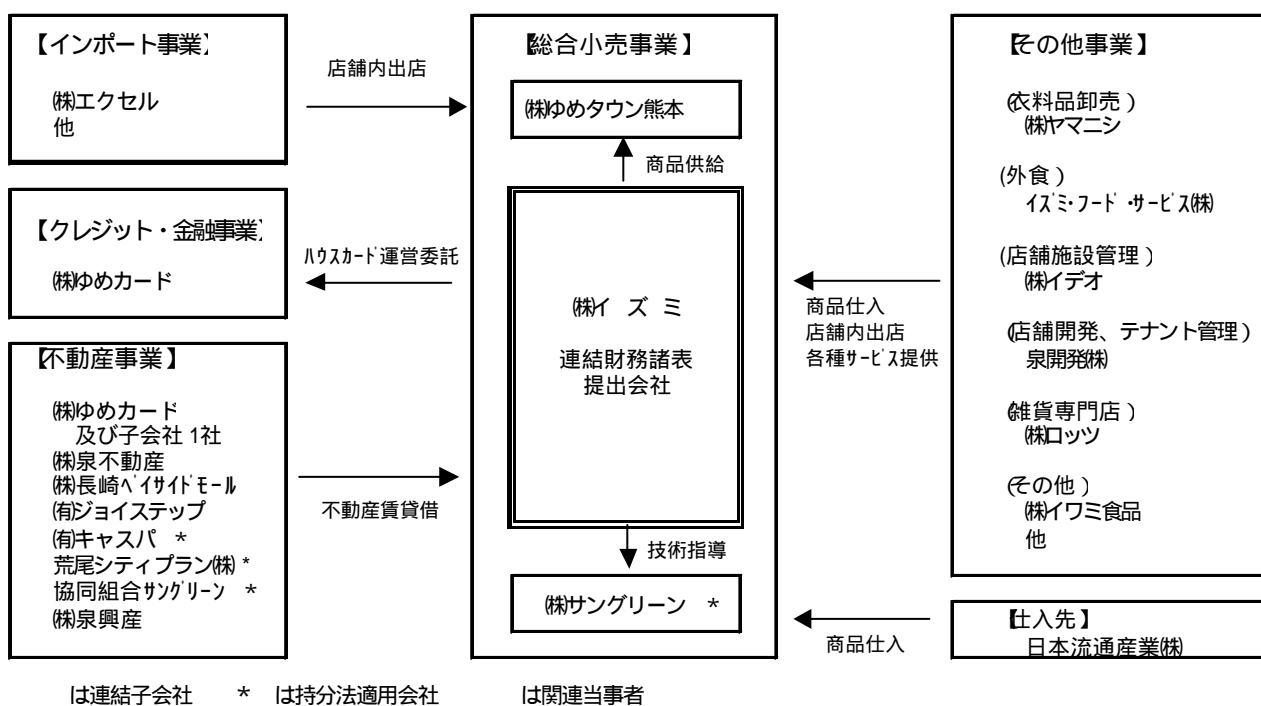 【インポート事業】
㈱エクセル
他
店舗内出店
【クレジット・金融事業】
㈱ゆめカード
ﾊｳｽｶｰﾄﾞ運営委託
【不動産事業】
㈱ゆめカード
及び子会社 1社
㈱泉不動産
㈱長崎ﾍﾞｲｻｲﾄﾞﾓｰﾙ
㈲ジョイステップ
㈲キャスパ *
荒尾シティプラン㈱ *
協同組合ｻﾝｸﾞﾘｰﾝ *
㈱泉興産
不動産賃貸借
【総合小売事業】
㈱ゆめタウン熊本
商品供給
㈱イ ズ ミ
連結財務諸表
提出会社
技術指導
㈱サングリーン *
商品仕入
店舗内出店
各種ｻｰﾋﾞｽ提供
【その他事業】
(衣料品卸売)
㈱ヤマニシ
(外食)
ｲｽﾞﾐ・ﾌｰﾄﾞ・ｻｰﾋﾞｽ㈱
(店舗施設管理)
㈱イデオ
(店舗開発、テナント管理)
泉開発㈱
(雑貨専門店)
㈱ロッツ
(その他)
㈱イワミ食品
他
商品仕入
【仕入先】
日本流通産業㈱
は連結子会社 * は持分法適用会社 は関連当事者